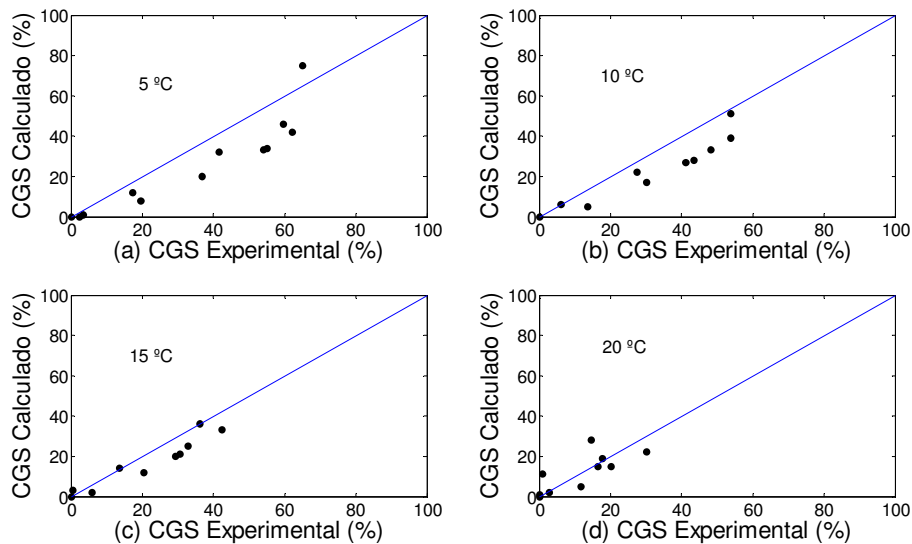 100
80
60
40
20
0
CGS Calculado (%)
5 ºC
0 20 40 60 80 100
(a) CGS Experimental (%)
100
80
60
40
20
0
CGS Calculado (%)
10 ºC
0 20 40 60 80 100
(b) CGS Experimental (%)
100
80
60
40
20
0
CGS Calculado (%)
15 ºC
0 20 40 60 80 100
(c) CGS Experimental (%)
100
80
60
40
20
0
CGS Calculado (%)
20 ºC
0 20 40 60 80 100
(d) CGS Experimental (%)